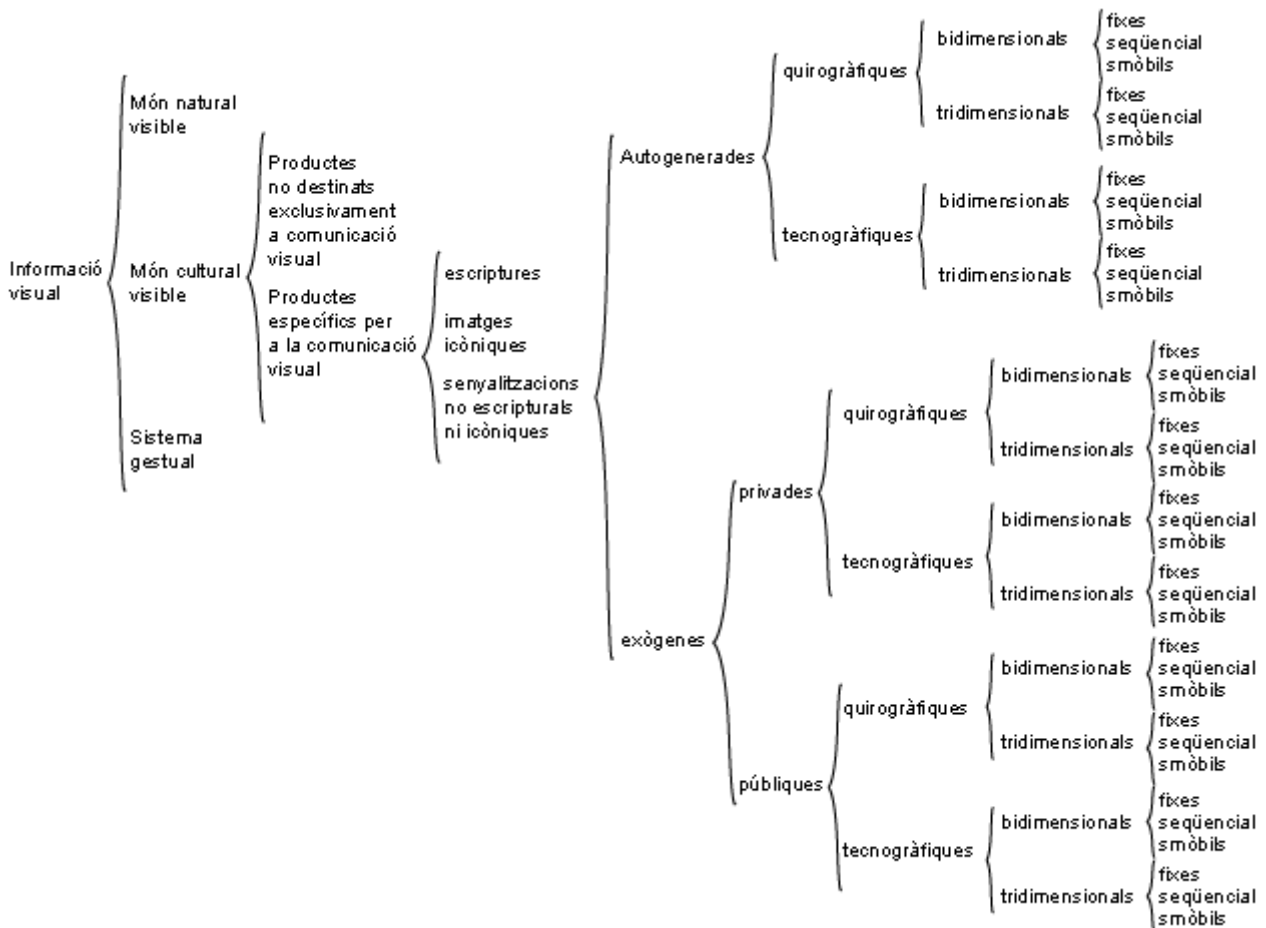 Informació
visual
Món natural
visible
Món cultural
visible
Sistema
gestual
Productes
no destinats
exclusivament
a comunicació
visual
Productes
específics per
a la comunicació
visual
escriptures
imatges
icòniques
senyalitzacions
no escripturals
ni icòniques
Autogenerades
quirogràfiques
bidimensionals
fixes
seqüencial
smòbils
tridimensionals
fixes
seqüencial
smòbils
tecnogràfiques
bidimensionals
fixes
seqüencial
smòbils
tridimensionals
fixes
seqüencial
smòbils
exògenes
privades
quirogràfiques
bidimensionals
fixes
seqüencial
smòbils
tridimensionals
fixes
seqüencial
smòbils
tecnogràfiques
bidimensionals
fixes
seqüencial
smòbils
tridimensionals
fixes
seqüencial
smòbils
públiques
quirogràfiques
bidimensionals
fixes
seqüencial
smòbils
tridimensionals
fixes
seqüencial
smòbils
tecnogràfiques
bidimensionals
fixes
seqüencial
smòbils
tridimensionals
fixes
seqüencial
smòbils